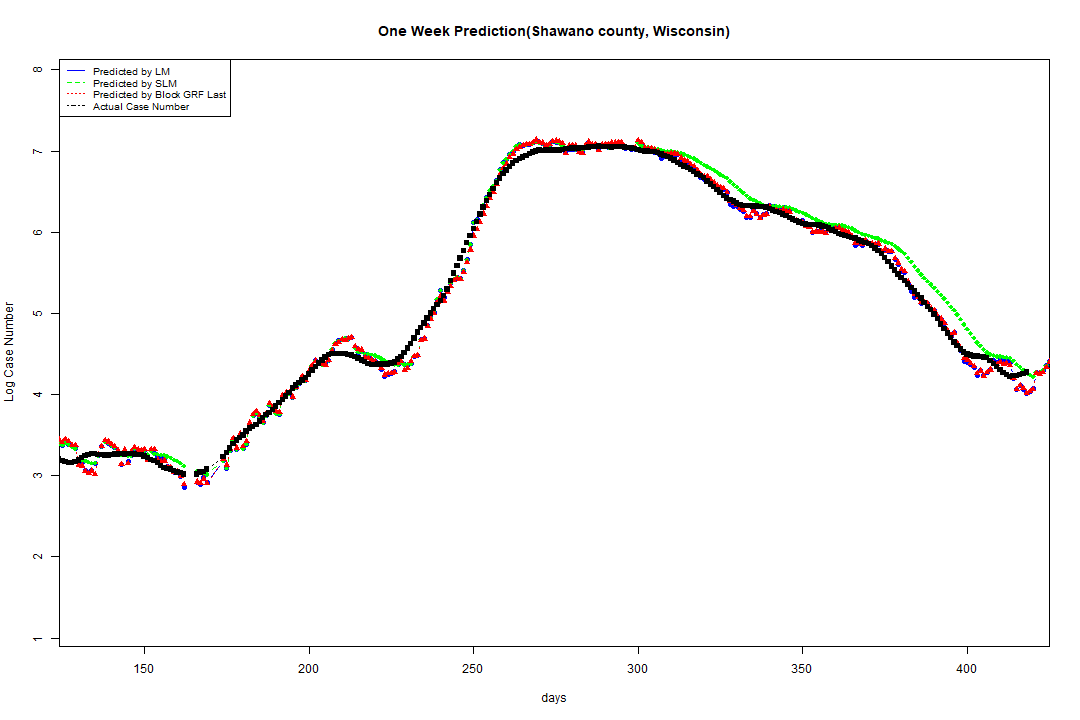 One Week Prediction(Shawano county, Wisconsin)
Predicted by LM
Predicted by SLM
Predicted by Block GRF Last
Actual Case Number
8
7
6
5
4
3
2
1
Log Case Number
150 200 250 300 350 400
days